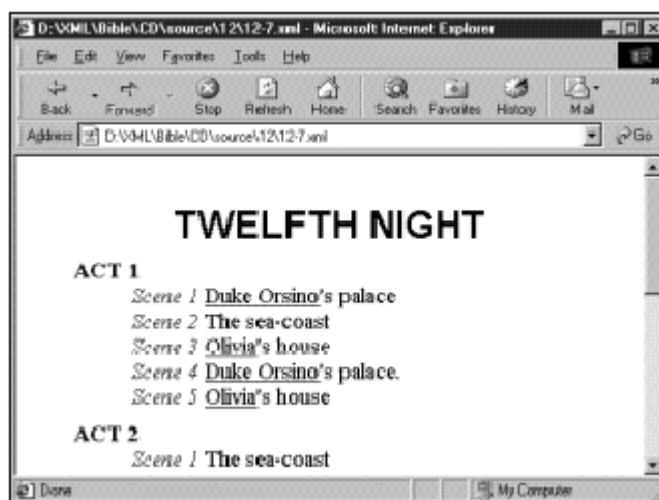 D:\XML\Bible\CD\source\12\12-7.xml - Microsoft Internet Explorer
File Edit View Favorites Tools Help
Back Forward Stop Refresh Home Search Favorites History Mail »
Address D:\XML\Bible\CD\source\12\12-7.xml Go
TWELFTH NIGHT
ACT 1
Scene 1 Duke Orsino's palace
Scene 2 The sea-coast
Scene 3 Olivia's house
Scene 4 Duke Orsino's palace.
Scene 5 Olivia's house
ACT 2
Scene 1 The sea-coast
Done My Computer